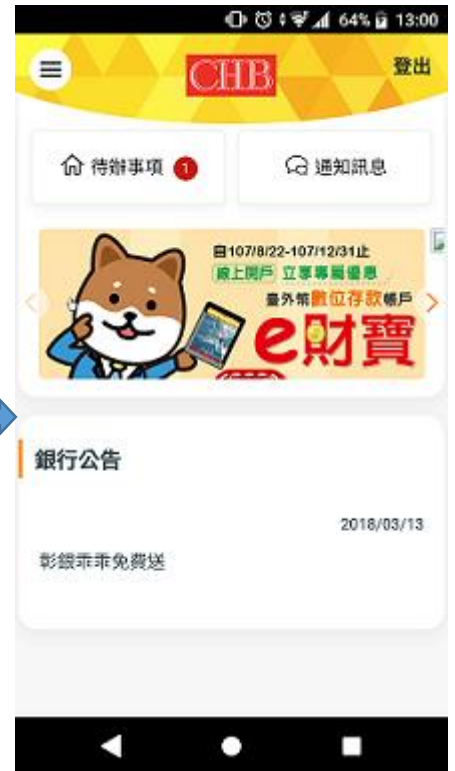 64% 13:00
CHB
登出
待辦事項 1
通知訊息
自107/8/22-107/12/31止
線上開戶 立享專屬優惠
臺外幣數位存款帳戶
e財寶
銀行公告
2018/03/13
彰銀乖乖免費送